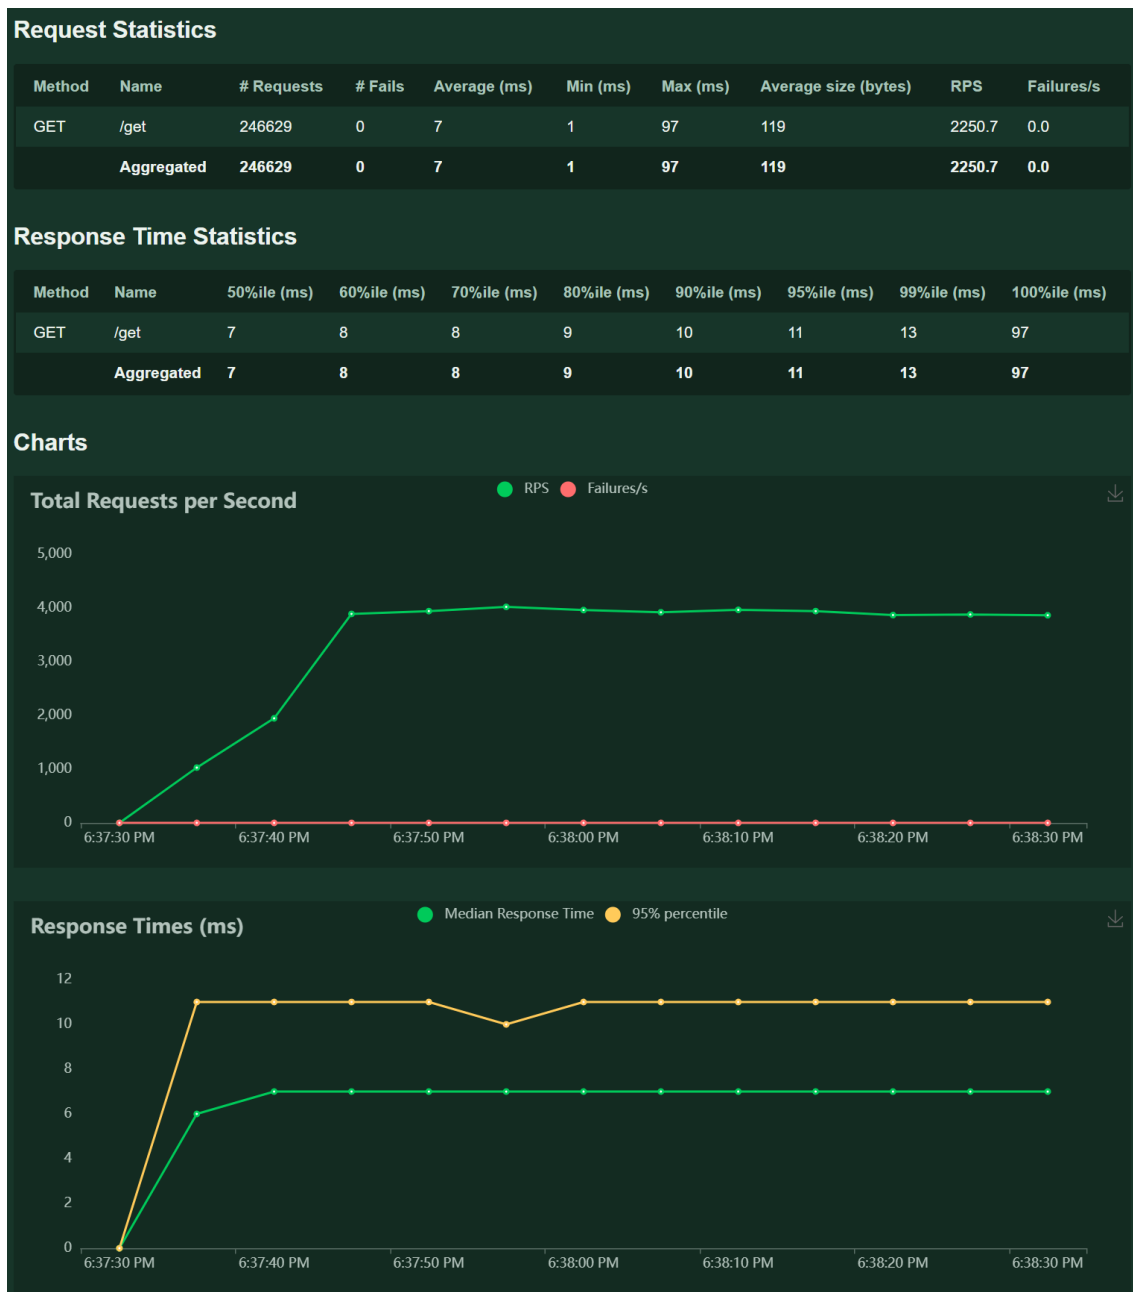 Request Statistics
Method Name # Requests # Fails Average (ms) Min (ms) Max (ms) Average size (bytes) RPS Failures/s
GET /get 246629 0 7 1 97 119 2250.7 0.0
Aggregated 246629 0 7 1 97 119 2250.7 0.0
Response Time Statistics
Method Name 50%ile (ms) 60%ile (ms) 70%ile (ms) 80%ile (ms) 90%ile (ms) 95%ile (ms) 99%ile (ms) 100%ile (ms)
GET /get 7 8 8 9 10 11 13 97
Aggregated 7 8 8 9 10 11 13 97
Charts
Total Requests per Second
RPS Failures/s
5,000
4,000
3,000
2,000
1,000
0
6:37:30 PM 6:37:40 PM 6:37:50 PM 6:38:00 PM 6:38:10 PM 6:38:20 PM 6:38:30 PM
Response Times (ms)
Median Response Time 95% percentile
12
10
8
6
4
2
0
6:37:30 PM 6:37:40 PM 6:37:50 PM 6:38:00 PM 6:38:10 PM 6:38:20 PM 6:38:30 PM